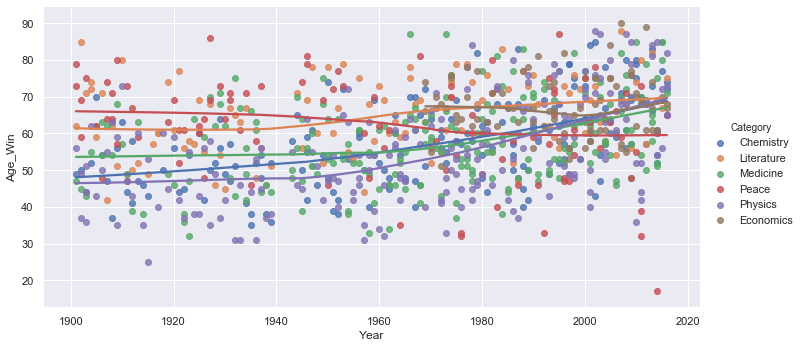 90
80
70
60
50
40
30
20
Age_Win
1900
1920
1940
1960
1980
2000
2020
Year
Category
Chemistry
Literature
Medicine
Peace
Physics
Economics